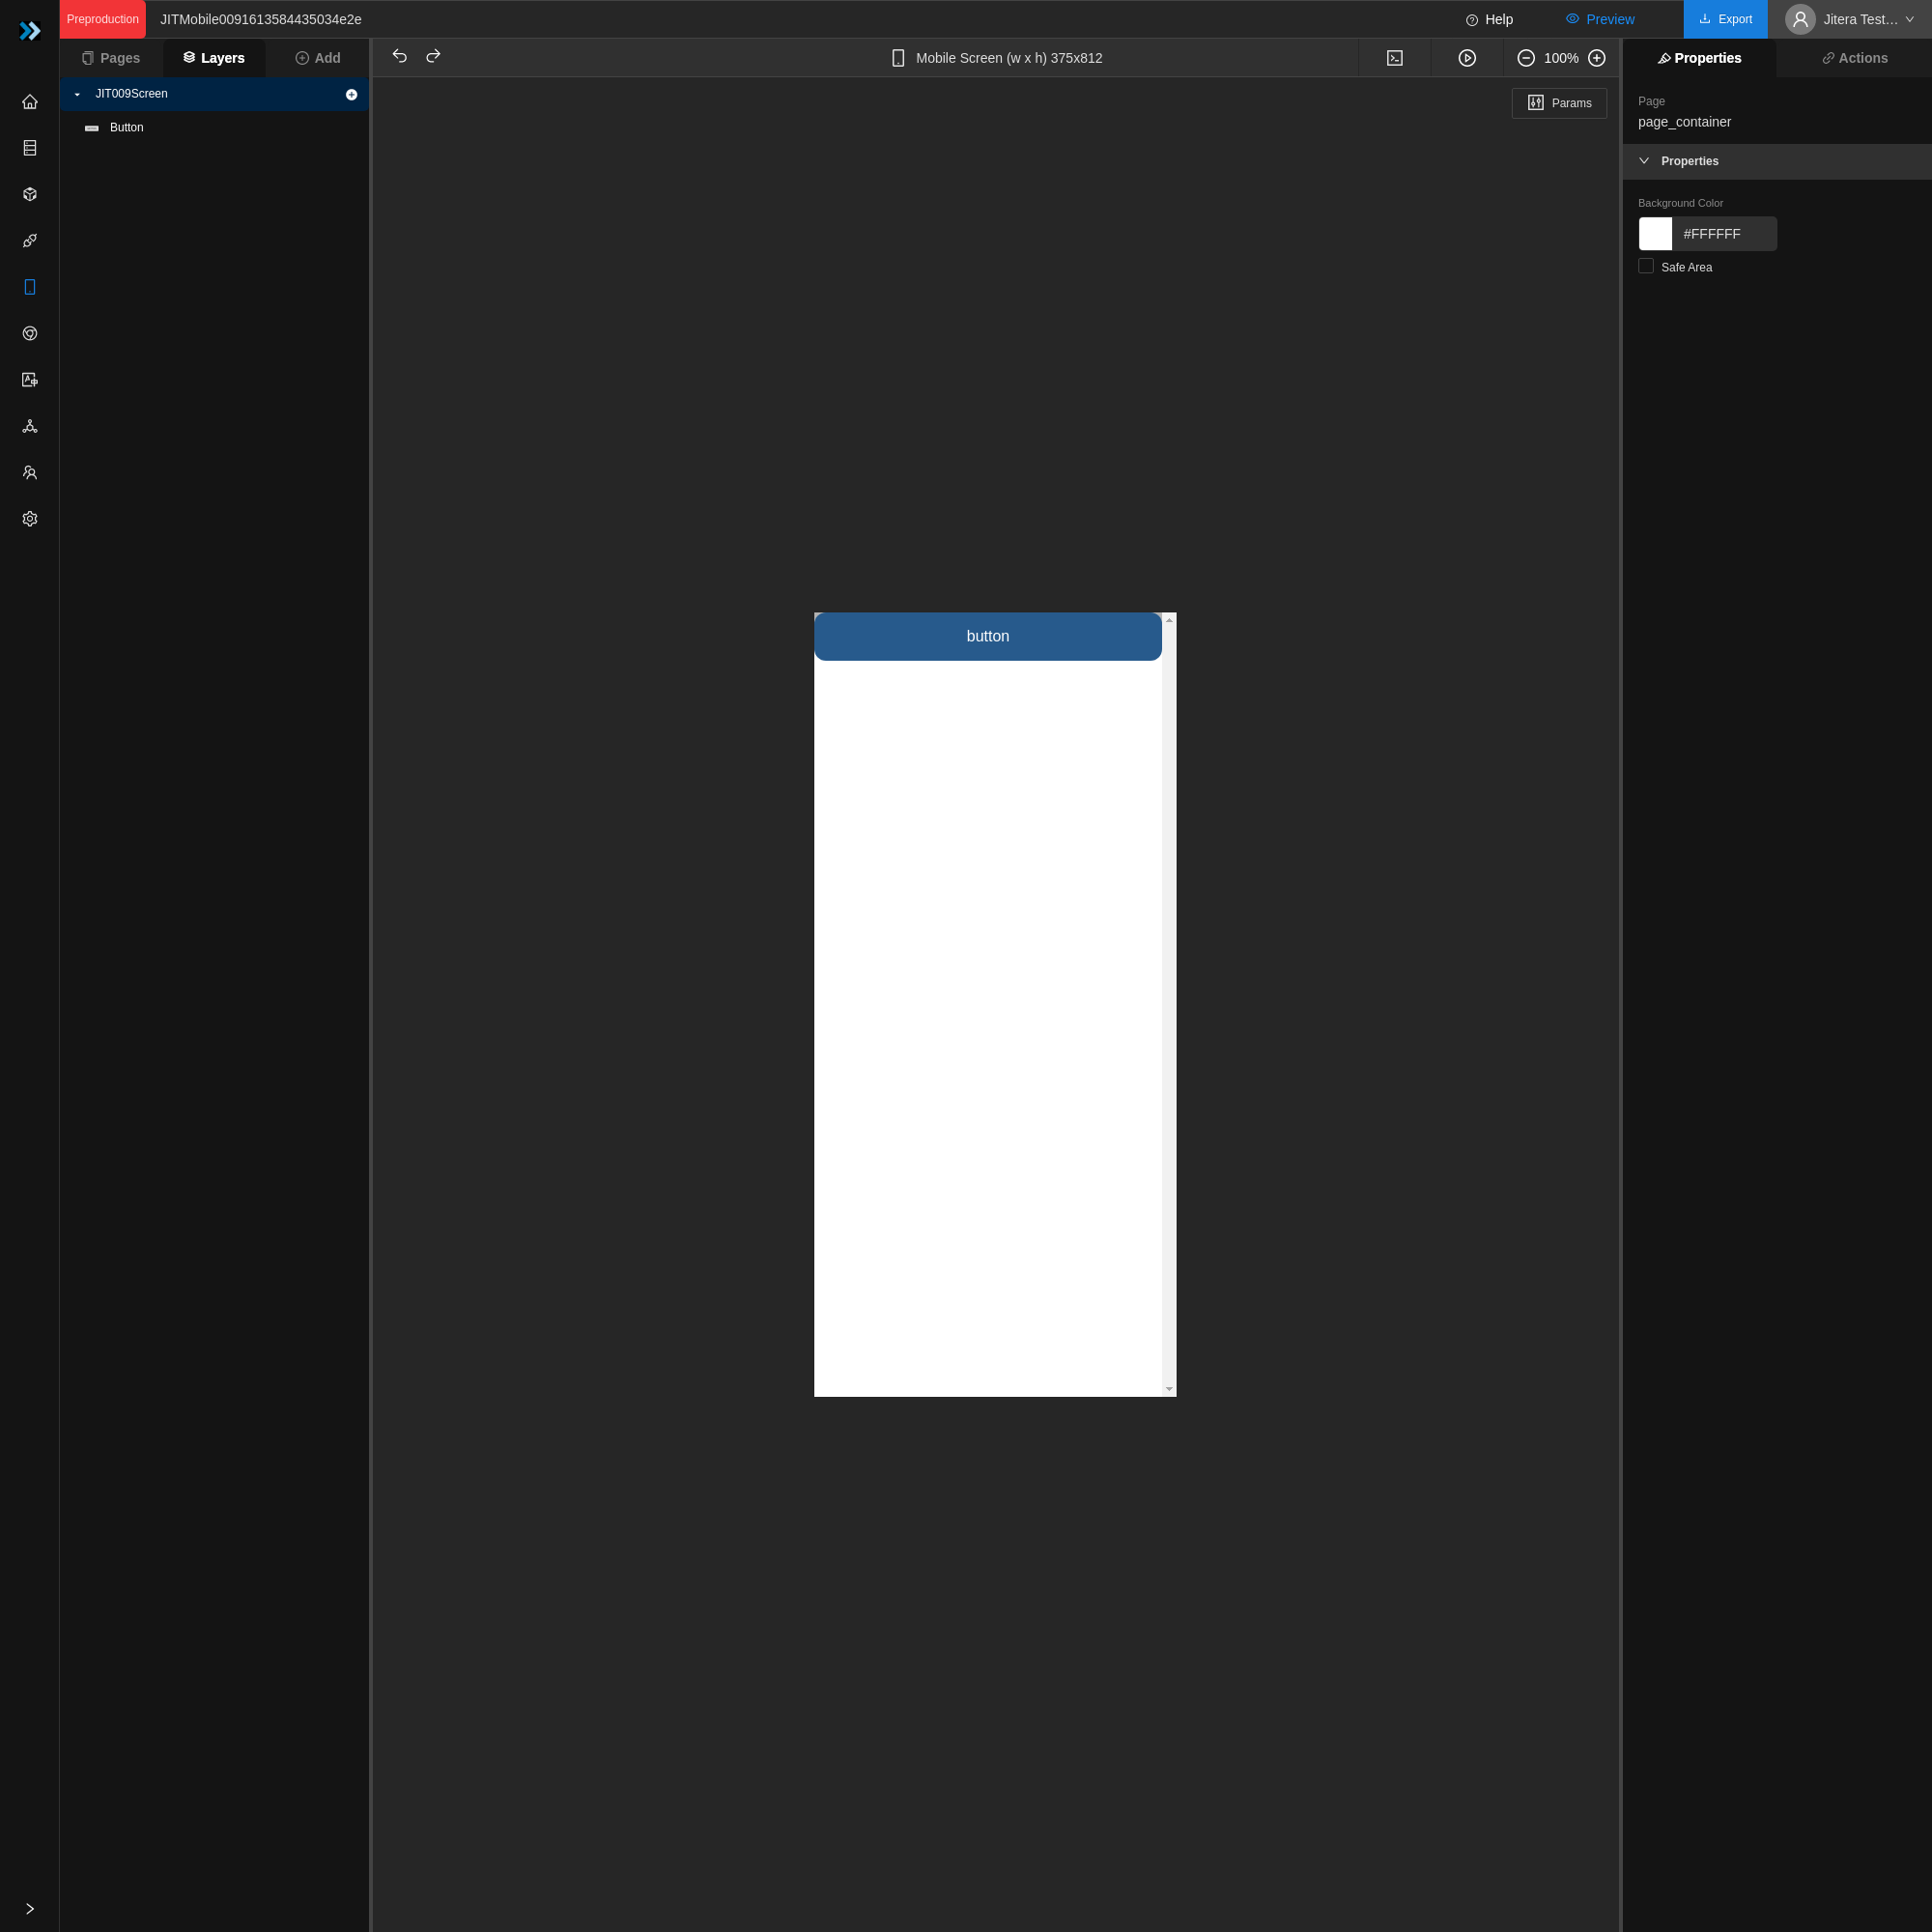 Preproduction
JITMobile0091613584435034e2e
Help
Preview
Export
Jitera Test...
Pages
Layers
Add
Mobile Screen (w x h) 375x812
100%
Properties
Actions
JIT009Screen
Button
Params
Page
page_container
Properties
Background Color
#FFFFFF
Safe Area
button